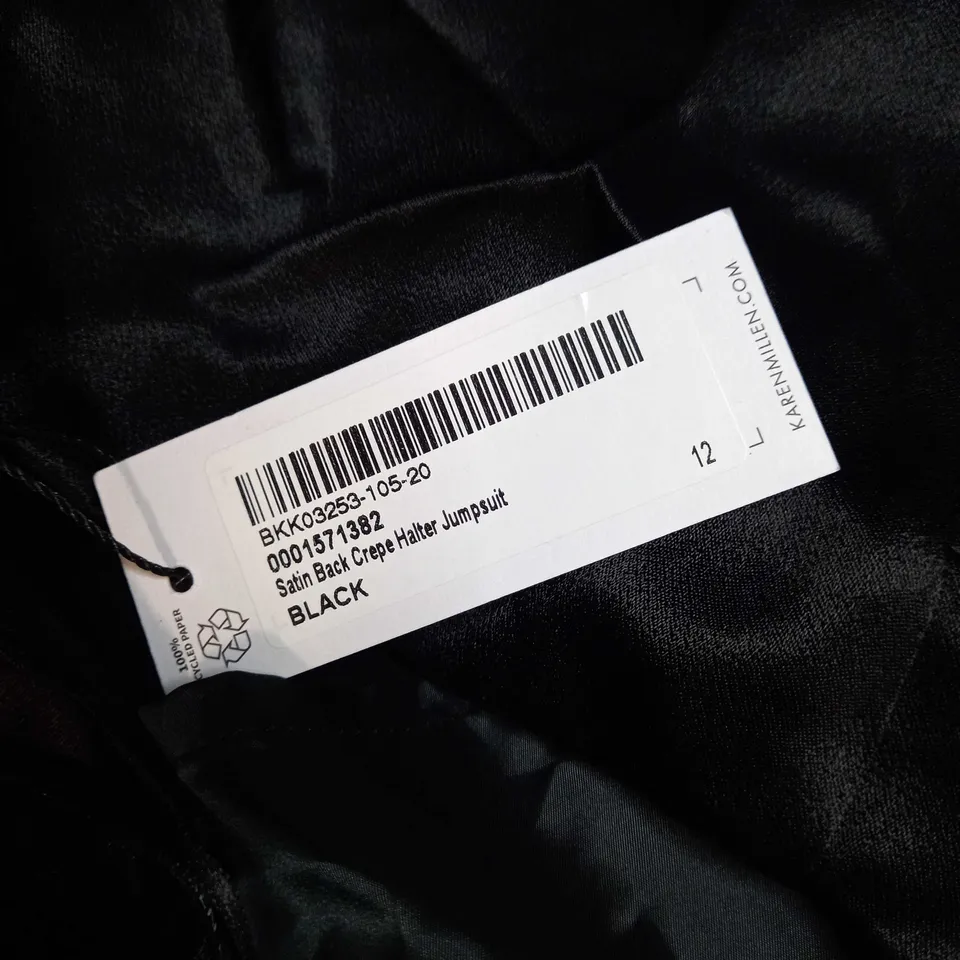 KARENMILLEN.COM
BKK03253-105-20
12
0001571382
Satin Back Crepe Halter Jumpsuit
BLACK
100%
CYCLED PAPER